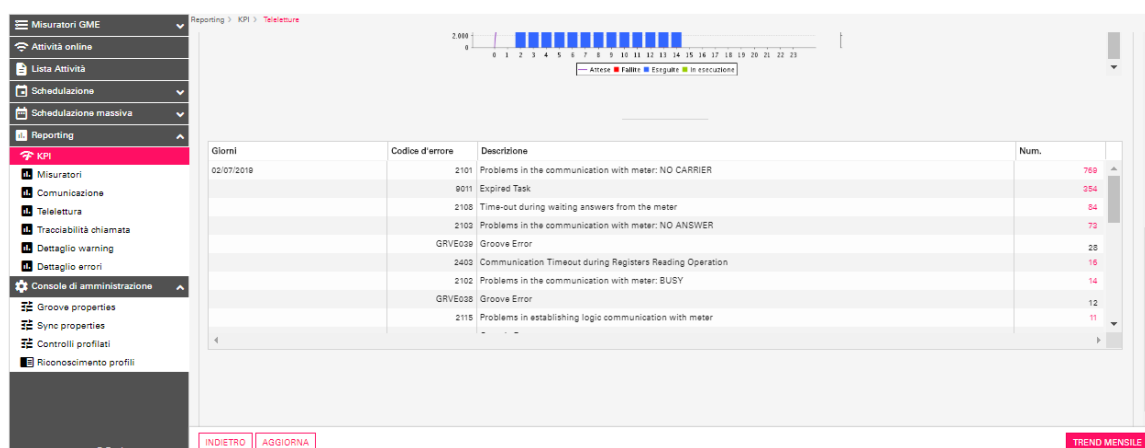 Misuratori GME
Attività online
Lista Attività
Schedulazione
Schedulazione massiva
Reporting
KPI
Misuratori
Comunicazione
Telelettura
Tracciabilità chiamata
Dettaglio warning
Dettaglio errori
Console di amministrazione
Groove properties
Sync properties
Controlli profilati
Riconoscimento profili
Reporting > KPI > Teleletture
2.000
0
0 1 2 3 4 5 6 7 8 9 10 11 12 13 14 15 16 17 18 19 20 21 22 23
Attese Fallite Eseguite In esecuzione
Giorni Codice d'errore Descrizione Num.
02/07/2019 2101 Problems in the communication with meter: NO CARRIER 769
9011 Expired Task 354
2108 Time-out during waiting answers from the meter 84
2103 Problems in the communication with meter: NO ANSWER 73
GRVE039 Groove Error 28
2403 Communication Timeout during Registers Reading Operation 16
2102 Problems in the communication with meter: BUSY 14
GRVE038 Groove Error 12
2115 Problems in establishing logic communication with meter 11
INDIETRO AGGIORNA TREND MENSILE